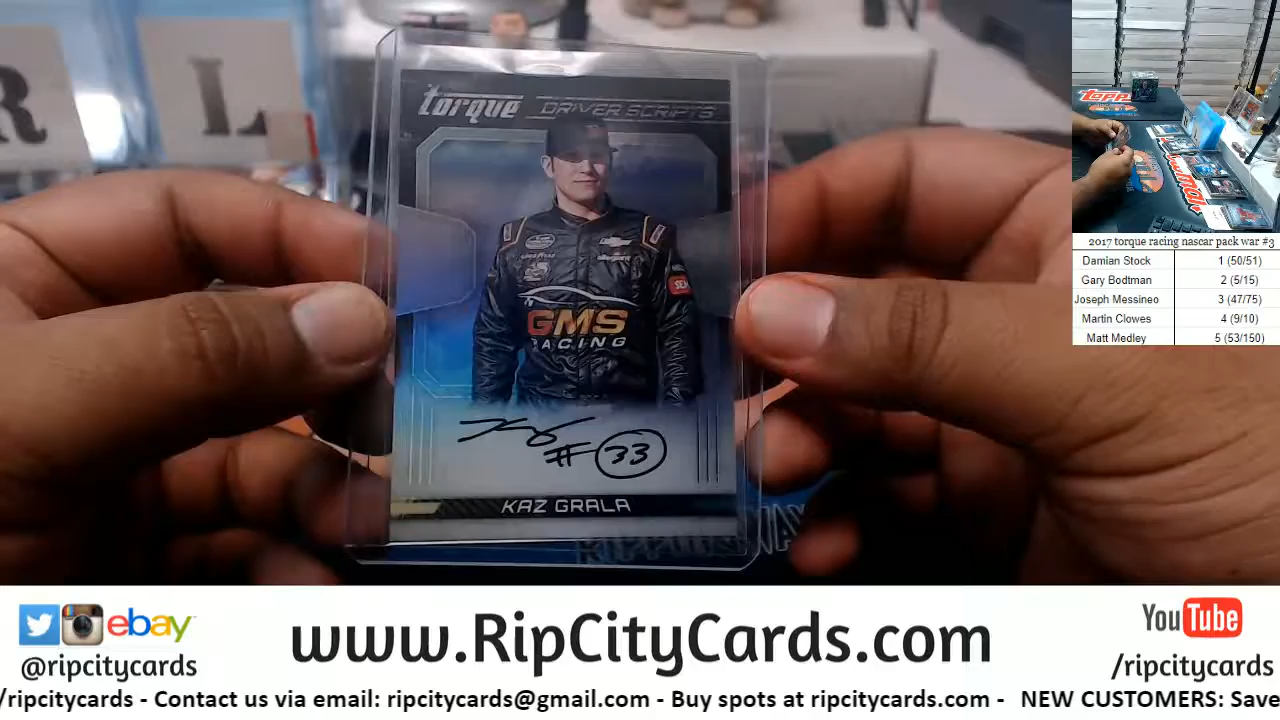 R L
TOPP
torque DRIVER SCRIPTS
GMS
RACING
#33
KAZ GRALA
2017 torque racing nascar pack war #3
Damian Stock 1 (50/51)
Gary Bodtman 2 (5/15)
Joseph Messineo 3 (47/75)
Martin Clowes 4 (9/10)
Matt Medley 5 (53/150)
ebay
www.RipCityCards.com
YouTube
@ripcitycards
/ripcitycards
/ripcitycards - Contact us via email: ripcitycards@gmail.com - Buy spots at ripcitycards.com - NEW CUSTOMERS: Save